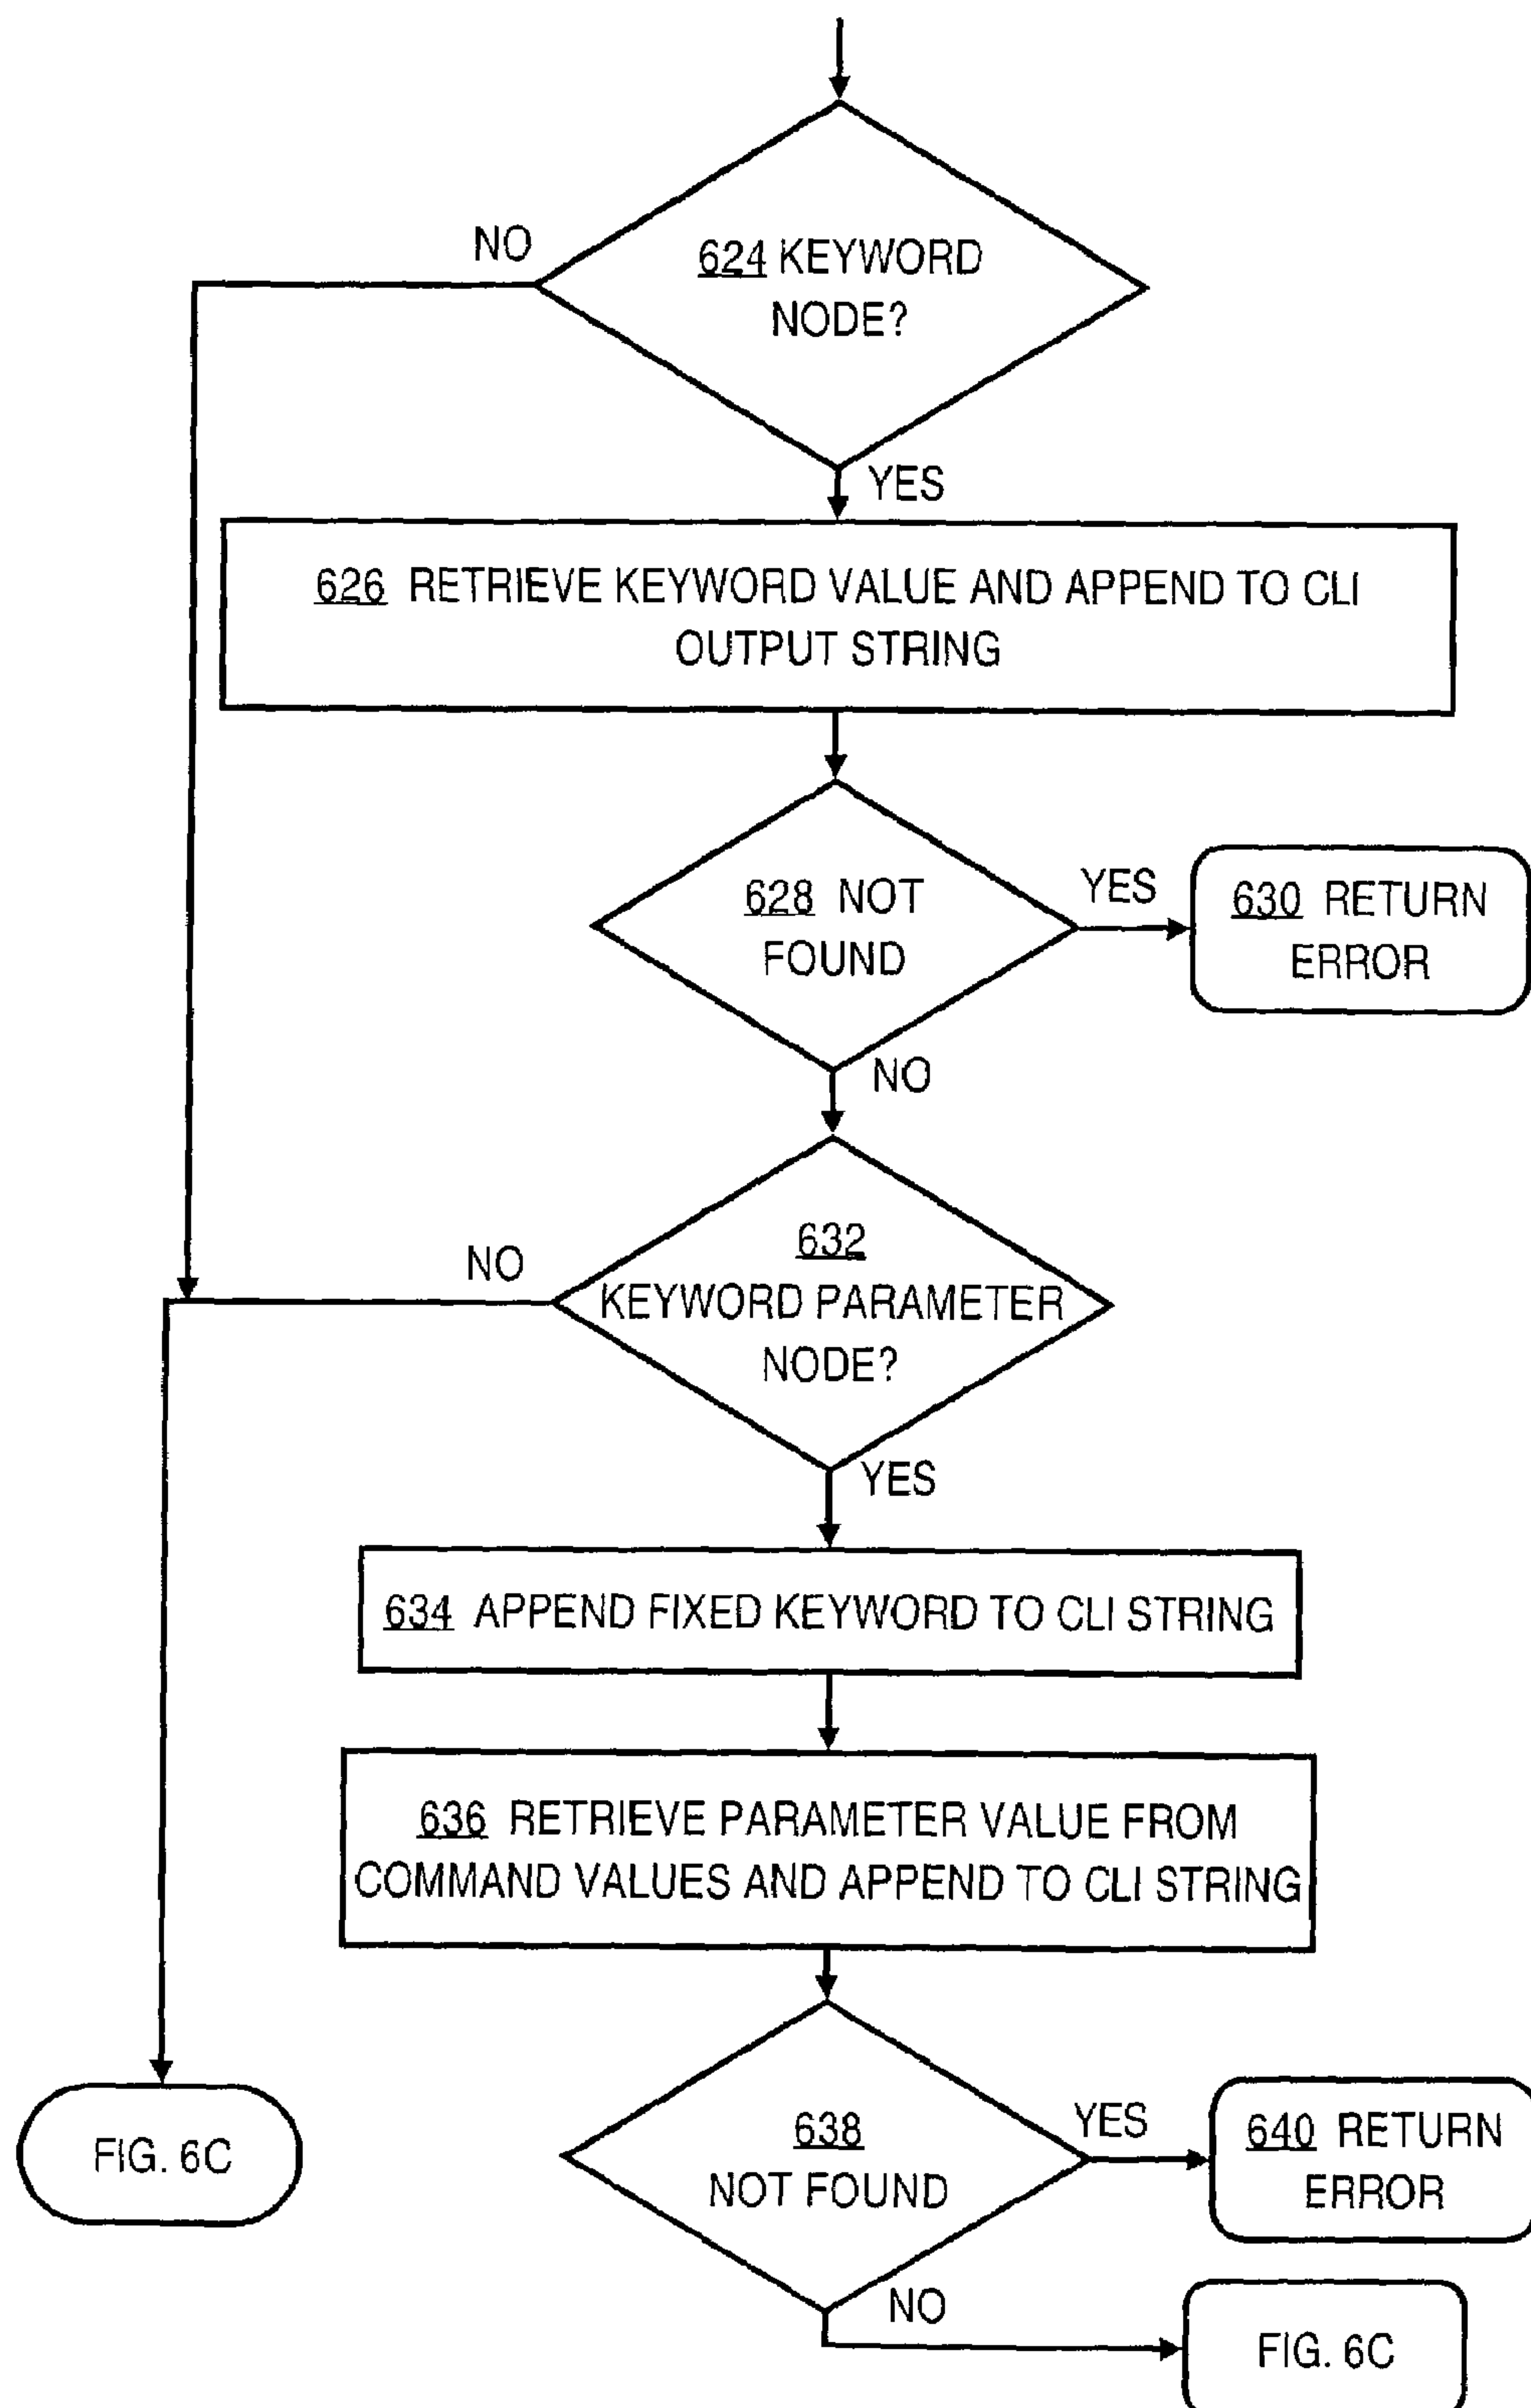 NO
624 KEYWORD
NODE?
YES
626 RETRIEVE KEYWORD VALUE AND APPEND TO CLI
OUTPUT STRING
628 NOT
FOUND
YES
630 RETURN
ERROR
NO
NO
632
KEYWORD PARAMETER
NODE?
YES
634 APPEND FIXED KEYWORD TO CLI STRING
636 RETRIEVE PARAMETER VALUE FROM
COMMAND VALUES AND APPEND TO CLI STRING
638
NOT FOUND
YES
640 RETURN
ERROR
NO
FIG. 6C
FIG. 6C